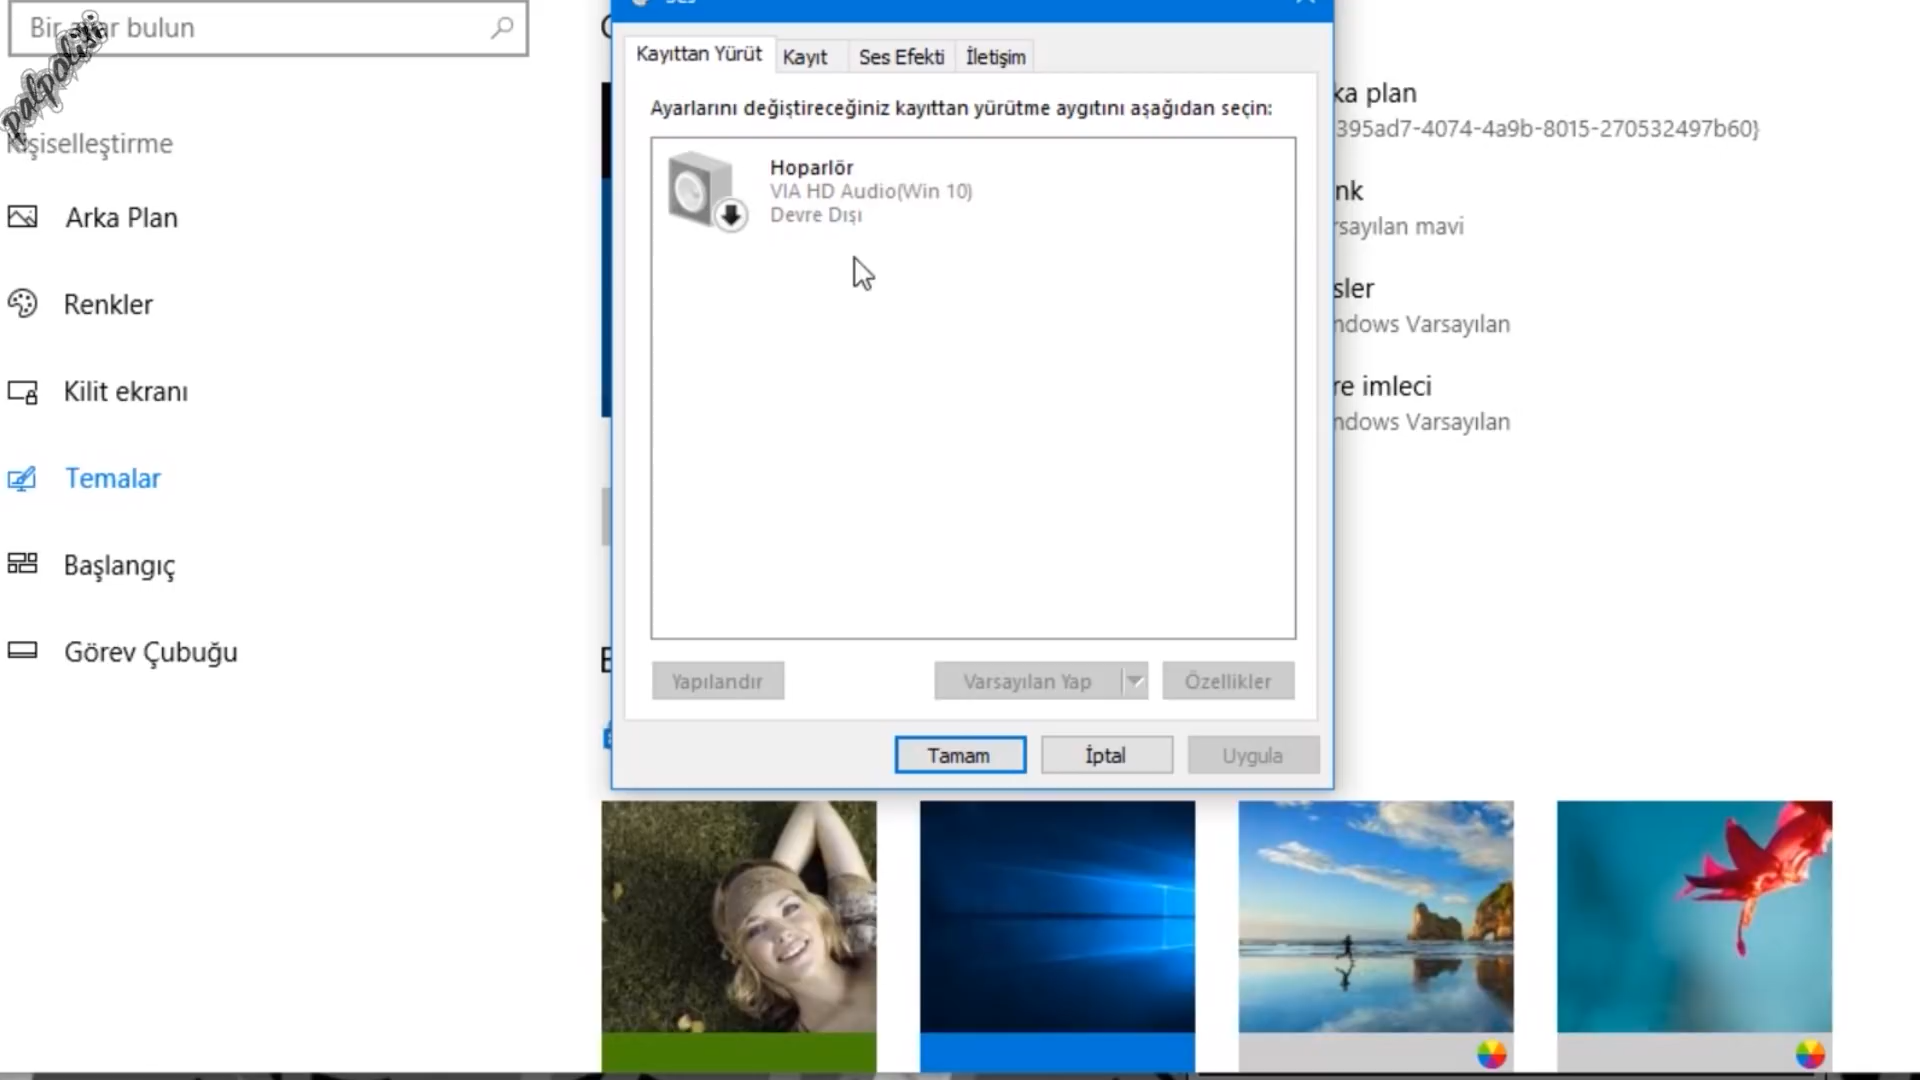 Bir ayar bulun
palpolisi
Kişiselleştirme
Arka Plan
Renkler
Kilit ekranı
Temalar
Başlangıç
Görev Çubuğu
Kayıttan Yürüt
Kayıt
Ses Efekti
İletişim
Ayarlarını değiştireceğiniz kayıttan yürütme aygıtını aşağıdan seçin:
Hoparlör
VIA HD Audio(Win 10)
Devre Dışı
Yapılandır
Varsayılan Yap
Özellikler
Tamam
İptal
Uygula
ka plan
395ad7-4074-4a9b-8015-270532497b60}
nk
rsayılan mavi
sler
ndows Varsayılan
re imleci
ndows Varsayılan